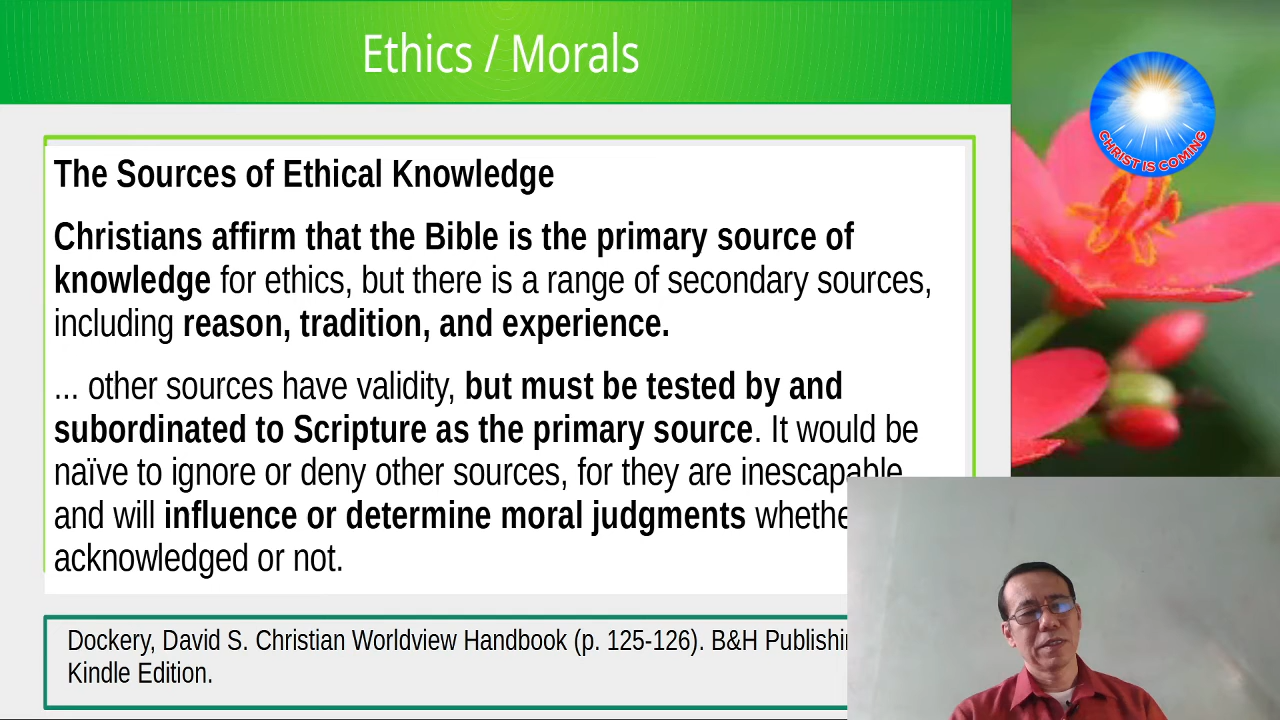 Ethics / Morals
CHRIST IS COMING
The Sources of Ethical Knowledge
Christians affirm that the Bible is the primary source of
knowledge for ethics, but there is a range of secondary sources,
including reason, tradition, and experience.
... other sources have validity, but must be tested by and
subordinated to Scripture as the primary source. It would be
naïve to ignore or deny other sources, for they are inescapable
and will influence or determine moral judgments
acknowledged or not.
Dockery, David S. Christian Worldview Handbook (p. 125-126). B&H
Kindle Edition.